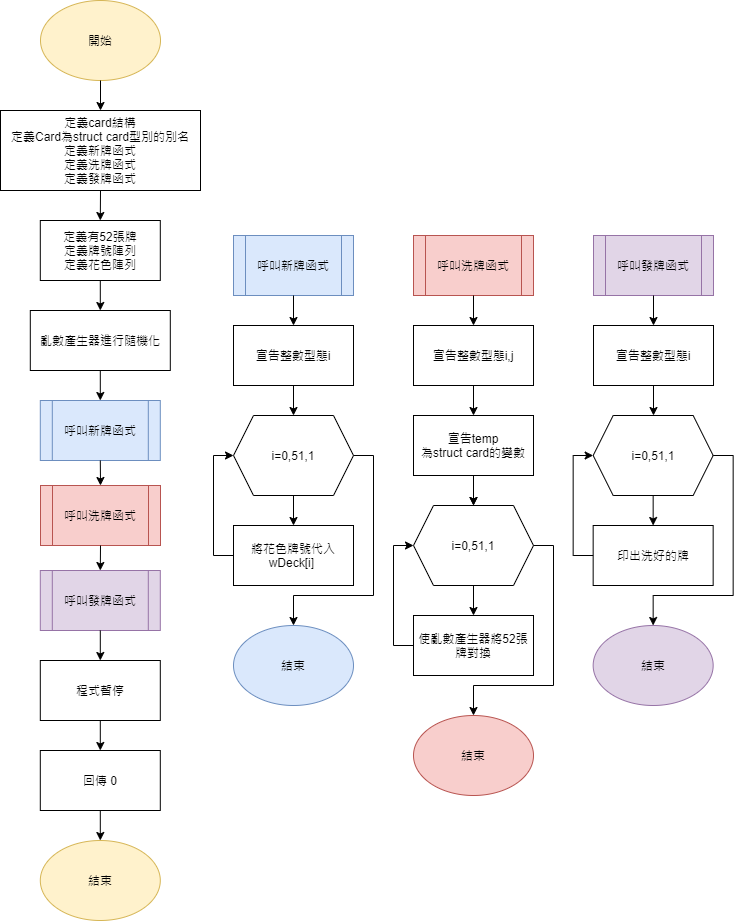 開始
定義card結構
定義Card為struct card型別的別名
定義新牌函式
定義洗牌函式
定義發牌函式
定義有52張牌
定義牌號陣列
定義花色陣列
亂數產生器進行隨機化
呼叫新牌函式
呼叫洗牌函式
呼叫發牌函式
程式暫停
回傳 0
結束
呼叫新牌函式
宣告整數型態i
i=0,51,1
將花色牌號代入
wDeck[i]
結束
呼叫洗牌函式
宣告整數型態i,j
宣告temp
為struct card的變數
i=0,51,1
使亂數產生器將52張
牌對換
結束
呼叫發牌函式
宣告整數型態i
i=0,51,1
印出洗好的牌
結束